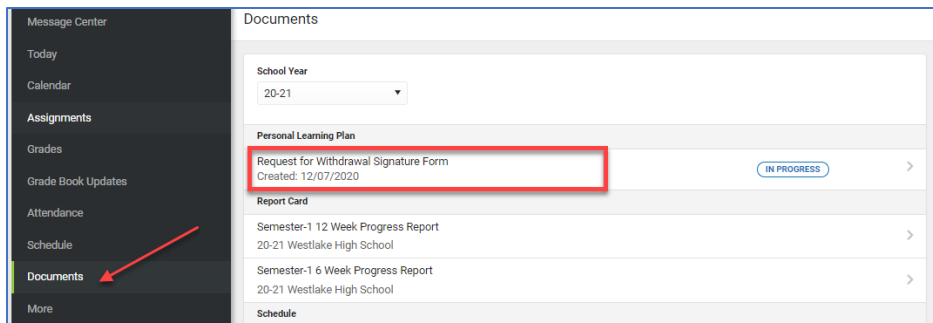 Message Center
Today
Calendar
Assignments
Grades
Grade Book Updates
Attendance
Schedule
Documents
More
Documents
School Year
20-21
Personal Learning Plan
Request for Withdrawal Signature Form
Created: 12/07/2020
IN PROGRESS
Report Card
Semester-1 12 Week Progress Report
20-21 Westlake High School
Semester-1 6 Week Progress Report
20-21 Westlake High School
Schedule